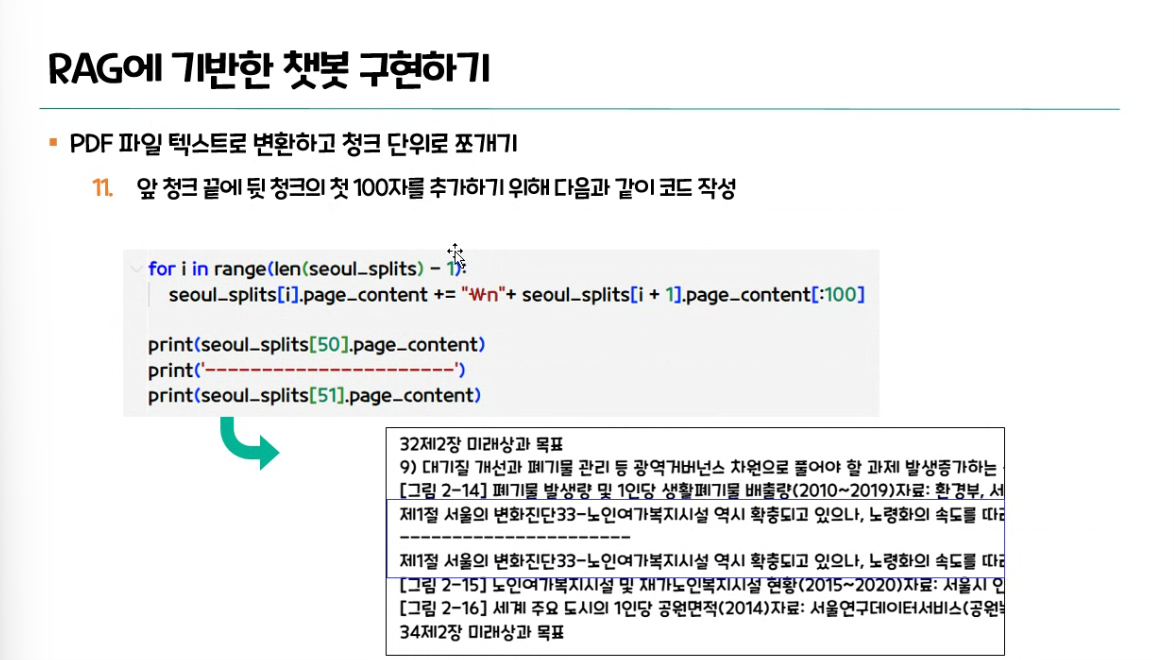 RAG에 기반한 챗봇 구현하기
▪ PDF 파일 텍스트로 변환하고 청크 단위로 쪼개기
11. 앞 청크 끝에 뒷 청크의 첫 100자를 추가하기 위해 다음과 같이 코드 작성
for i in range(len(seoul_splits) - 1):
seoul_splits[i].page_content += "₩n"+ seoul_splits[i + 1].page_content[:100]
print(seoul_splits[50].page_content)
print('-----------------------')
print(seoul_splits[51].page_content)
32제2장 미래상과 목표
9) 대기질 개선과 폐기물 관리 등 광역거버넌스 차원으로 풀어야 할 과제 발생증가하는
[그림 2-14] 폐기물 발생량 및 1인당 생활폐기물 배출량(2010~2019)자료: 환경부, 서
제1절 서울의 변화진단33-노인여가복지시설 역시 확충되고 있으나, 노령화의 속도를 따라
-----------------------
제1절 서울의 변화진단33-노인여가복지시설 역시 확충되고 있으나, 노령화의 속도를 따라
[그림 2-15] 노인여가복지시설 및 재가노인복지시설 현황(2015~2020)자료: 서울시 인
[그림 2-16] 세계 주요 도시의 1인당 공원면적(2014)자료: 서울연구데이터서비스(공원
34제2장 미래상과 목표